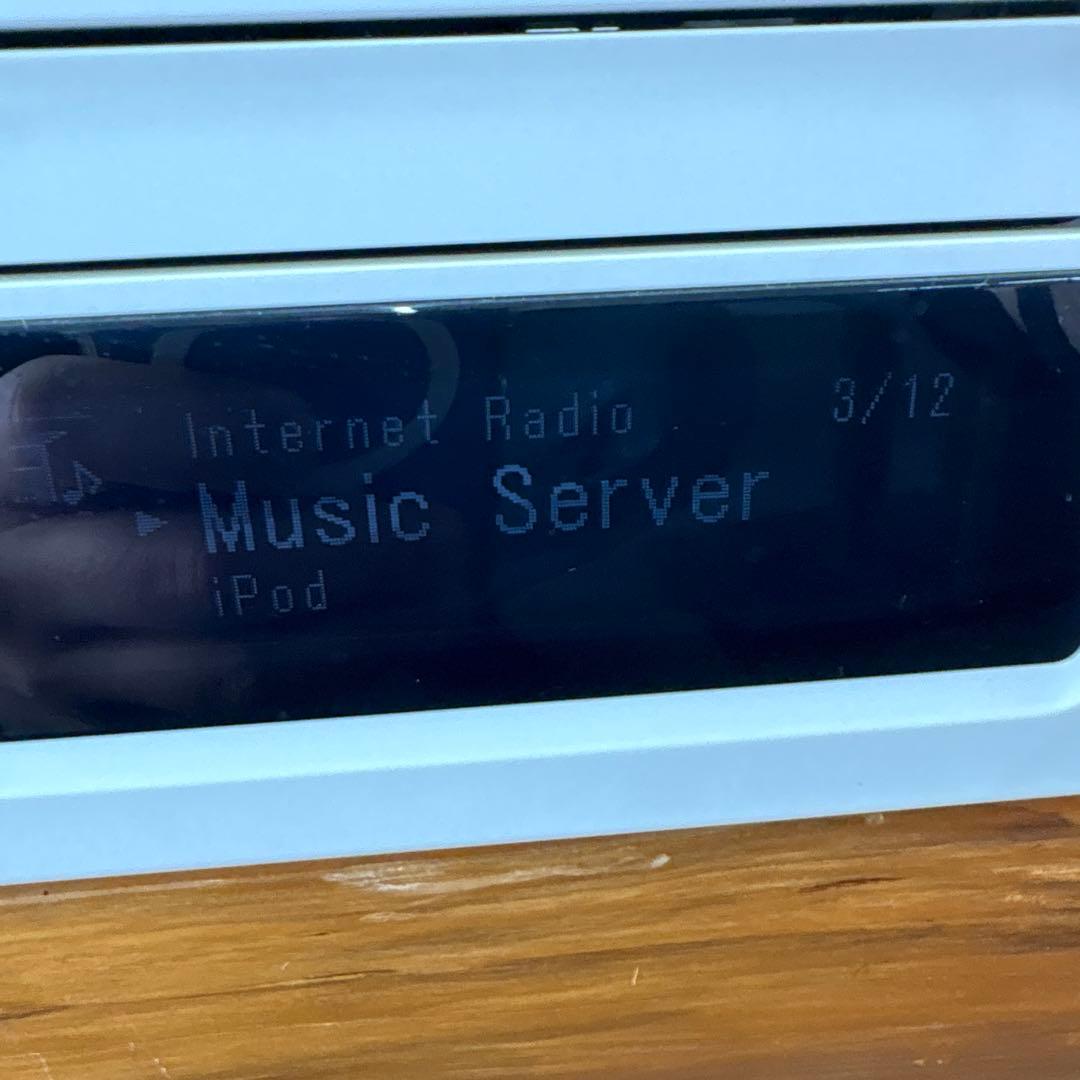 Internet Radio 3/12
Music Server
iPod